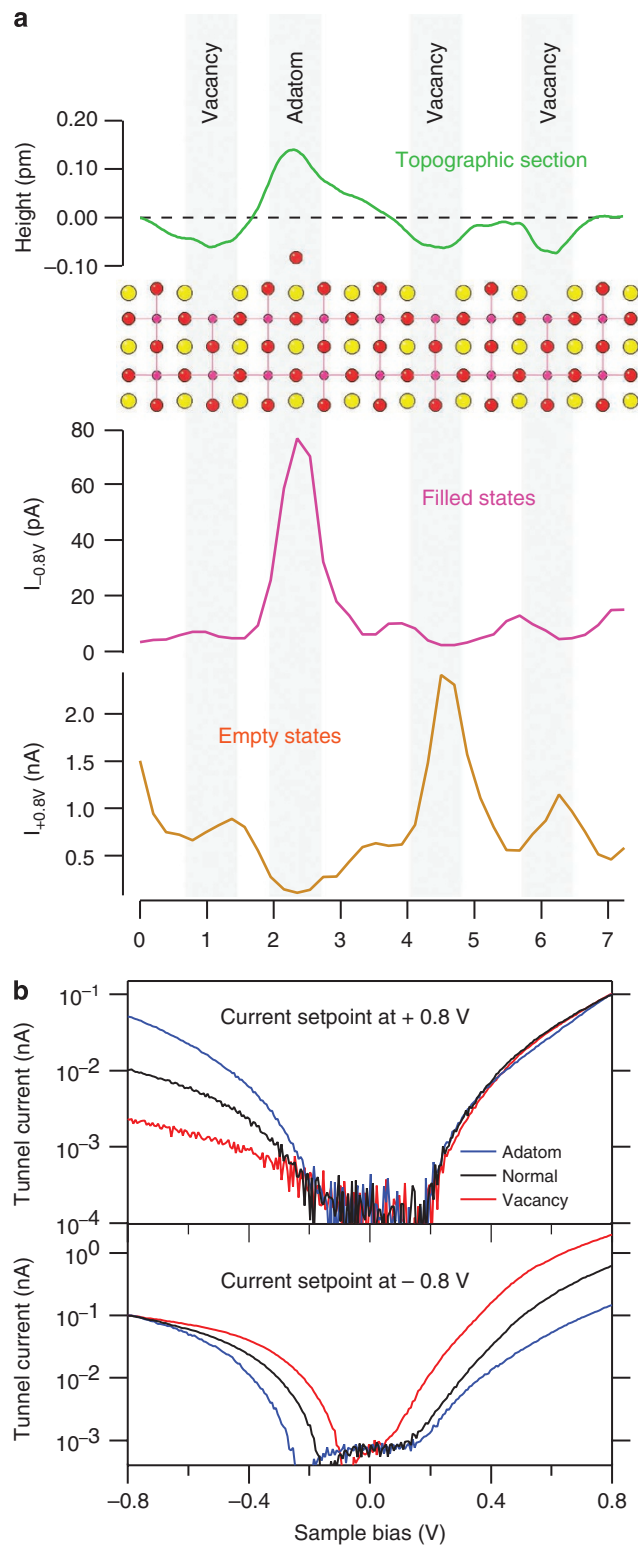 a
Vacancy
Adatom
Vacancy
Vacancy
0.20
0.10
0.00
−0.10
Height (pm)
Topographic section
80
60
40
20
0
I−0.8V (pA)
Filled states
2.0
1.5
1.0
0.5
I+0.8V (nA)
Empty states
0 1 2 3 4 5 6 7
b
10−1
10−2
10−3
10−4
Tunnel current (nA)
Current setpoint at + 0.8 V
Adatom
Normal
Vacancy
100
10−1
10−2
10−3
Tunnel current (nA)
Current setpoint at − 0.8 V
−0.8 −0.4 0.0 0.4 0.8
Sample bias (V)